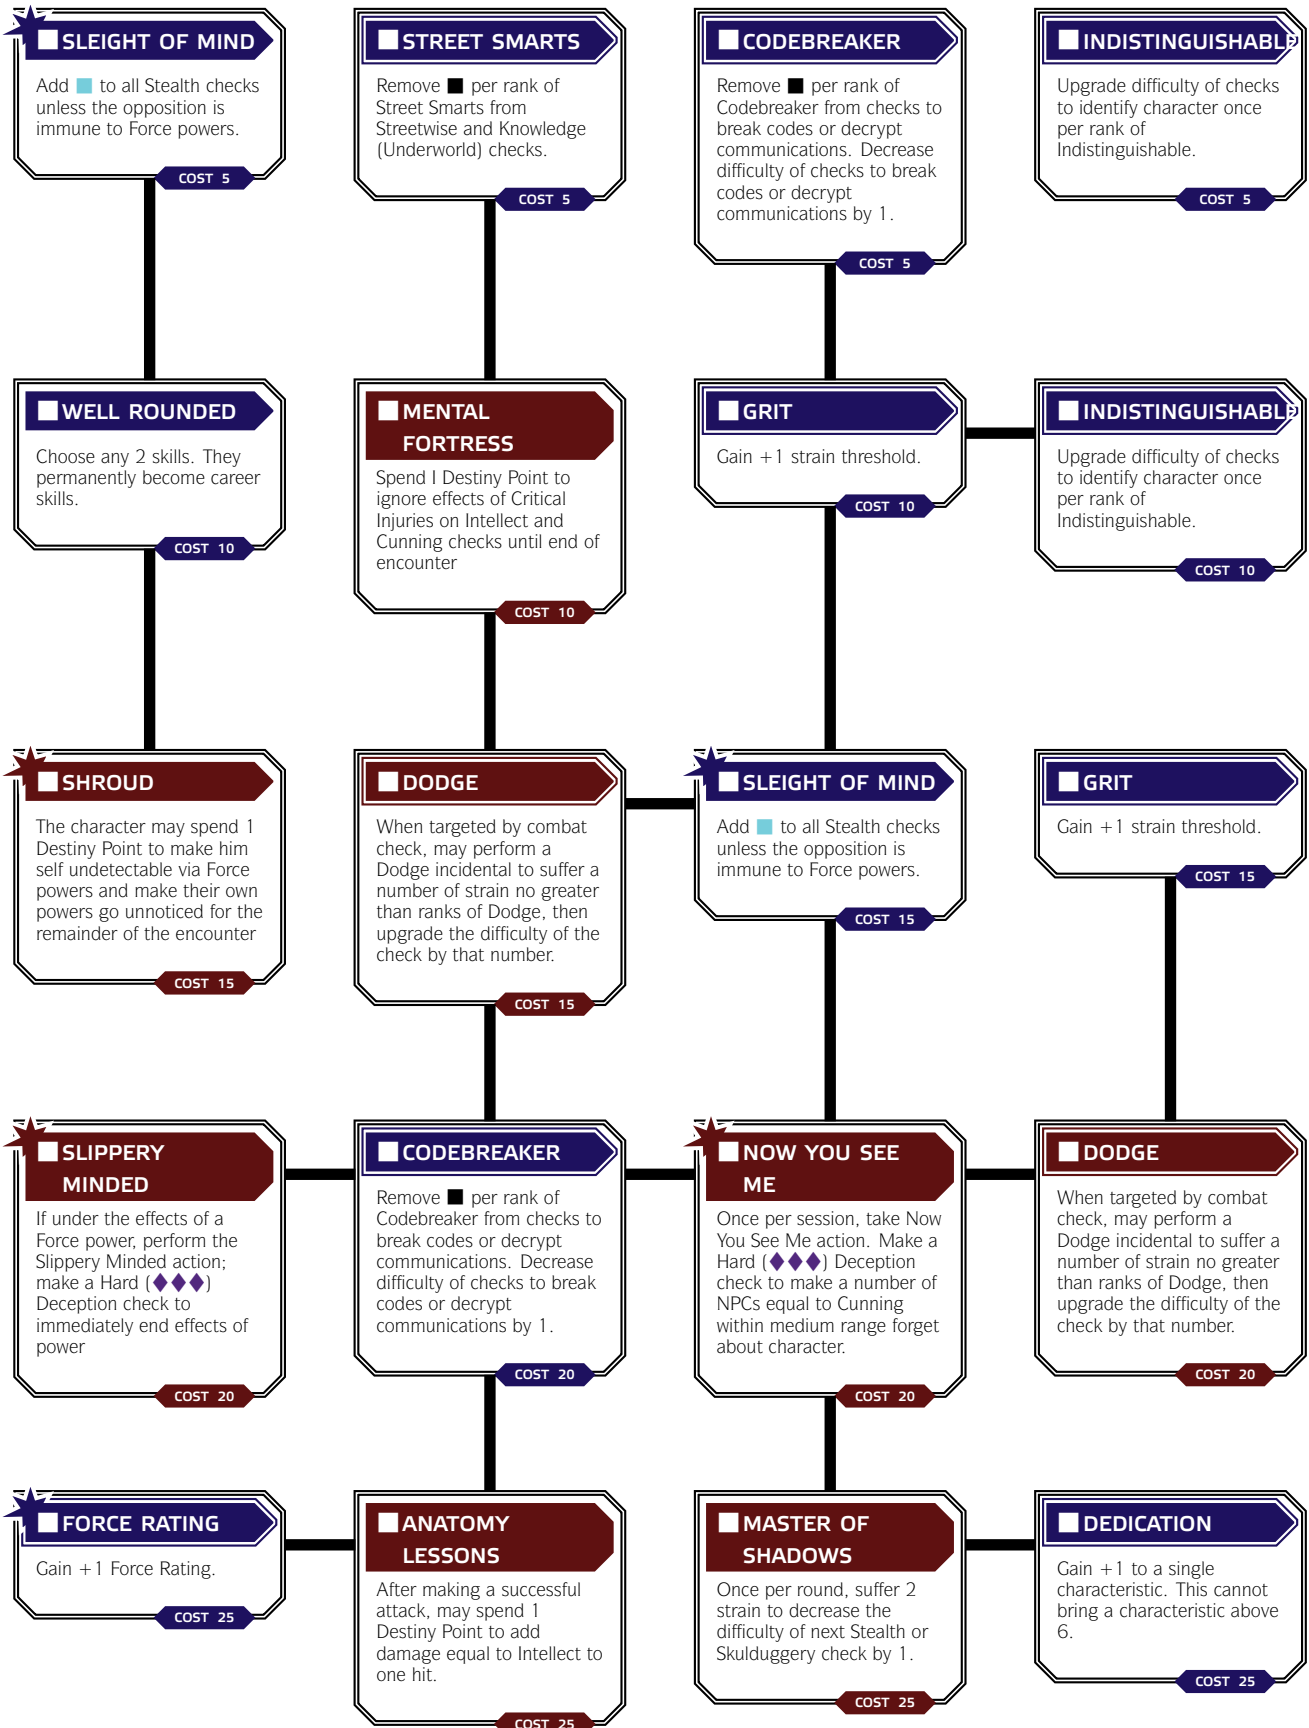 SLEIGHT OF MIND
Add to all Stealth checks
unless the opposition is
immune to Force powers.
COST 5
STREET SMARTS
Remove per rank of
Street Smarts from
Streetwise and Knowledge
(Underworld) checks.
COST 5
CODEBREAKER
Remove per rank of
Codebreaker from checks to
break codes or decrypt
communications. Decrease
difficulty of checks to break
codes or decrypt
communications by 1.
COST 5
INDISTINGUISHABLE
Upgrade difficulty of checks
to identify character once
per rank of
Indistinguishable.
COST 5
WELL ROUNDED
Choose any 2 skills. They
permanently become career
skills.
COST 10
MENTAL
FORTRESS
Spend I Destiny Point to
ignore effects of Critical
Injuries on Intellect and
Cunning checks until end of
encounter
COST 10
GRIT
Gain +1 strain threshold.
COST 10
INDISTINGUISHABLE
Upgrade difficulty of checks
to identify character once
per rank of
Indistinguishable.
COST 10
SHROUD
The character may spend 1
Destiny Point to make him
self undetectable via Force
powers and make their own
powers go unnoticed for the
remainder of the encounter
COST 15
DODGE
When targeted by combat
check, may perform a
Dodge incidental to suffer a
number of strain no greater
than ranks of Dodge, then
upgrade the difficulty of the
check by that number.
COST 15
SLEIGHT OF MIND
Add to all Stealth checks
unless the opposition is
immune to Force powers.
COST 15
GRIT
Gain +1 strain threshold.
COST 15
SLIPPERY
MINDED
If under the effects of a
Force power, perform the
Slippery Minded action;
make a Hard (♦♦♦)
Deception check to
immediately end effects of
power
COST 20
CODEBREAKER
Remove per rank of
Codebreaker from checks to
break codes or decrypt
communications. Decrease
difficulty of checks to break
codes or decrypt
communications by 1.
COST 20
NOW YOU SEE
ME
Once per session, take Now
You See Me action. Make a
Hard (♦♦♦) Deception
check to make a number of
NPCs equal to Cunning
within medium range forget
about character.
COST 20
DODGE
When targeted by combat
check, may perform a
Dodge incidental to suffer a
number of strain no greater
than ranks of Dodge, then
upgrade the difficulty of the
check by that number.
COST 20
FORCE RATING
Gain +1 Force Rating.
COST 25
ANATOMY
LESSONS
After making a successful
attack, may spend 1
Destiny Point to add
damage equal to Intellect to
one hit.
COST 25
MASTER OF
SHADOWS
Once per round, suffer 2
strain to decrease the
difficulty of next Stealth or
Skulduggery check by 1.
COST 25
DEDICATION
Gain +1 to a single
characteristic. This cannot
bring a characteristic above
6.
COST 25